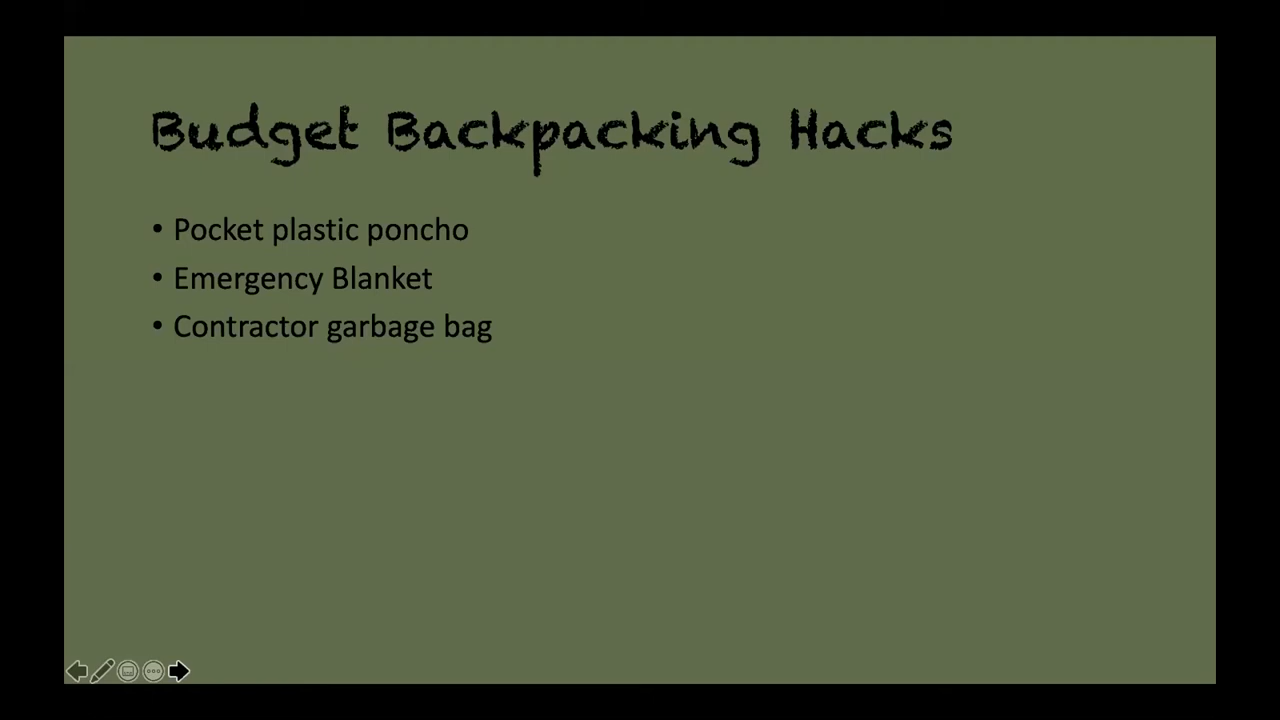 Budget Backpacking Hacks
• Pocket plastic poncho
• Emergency Blanket
• Contractor garbage bag